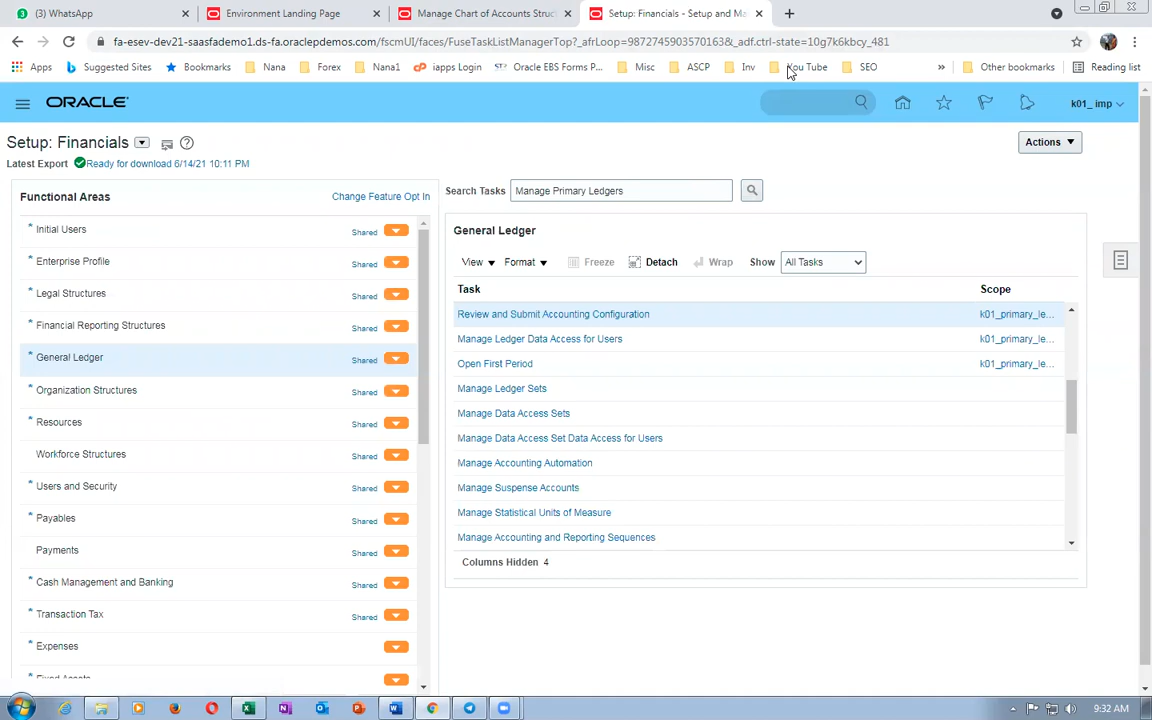 (3) WhatsApp
Environment Landing Page
Manage Chart of Accounts Struc
Setup: Financials - Setup and Ma
fa-esev-dev21-saasfademo1.ds-fa.oraclepdemos.com/fscmUI/faces/FuseTaskListManagerTop?_afrLoop=98727459035701 63&_adf.ctrl-state=10g7k6kbcy_481
Apps
Suggested Sites
Bookmarks
Nana
Forex
Nana1
iapps Login
Oracle EBS Forms P...
Misc
ASCP
Inv
You Tube
SEO
»
Other bookmarks
Reading list
ORACLE
k01_ imp
Setup: Financials
Actions
Latest Export Ready for download 6/14/21 10:11 PM
Functional Areas
Change Feature Opt In
Search Tasks Manage Primary Ledgers
* Initial Users Shared
* Enterprise Profile Shared
* Legal Structures Shared
* Financial Reporting Structures Shared
* General Ledger Shared
* Organization Structures Shared
* Resources Shared
Workforce Structures Shared
* Users and Security Shared
* Payables Shared
Payments Shared
* Cash Management and Banking Shared
* Transaction Tax Shared
* Expenses
General Ledger
View Format Freeze Detach Wrap Show All Tasks
Task Scope
Review and Submit Accounting Configuration k01_primary_le...
Manage Ledger Data Access for Users k01_primary_le...
Open First Period k01_primary_le...
Manage Ledger Sets
Manage Data Access Sets
Manage Data Access Set Data Access for Users
Manage Accounting Automation
Manage Suspense Accounts
Manage Statistical Units of Measure
Manage Accounting and Reporting Sequences
Columns Hidden 4
9:32 AM